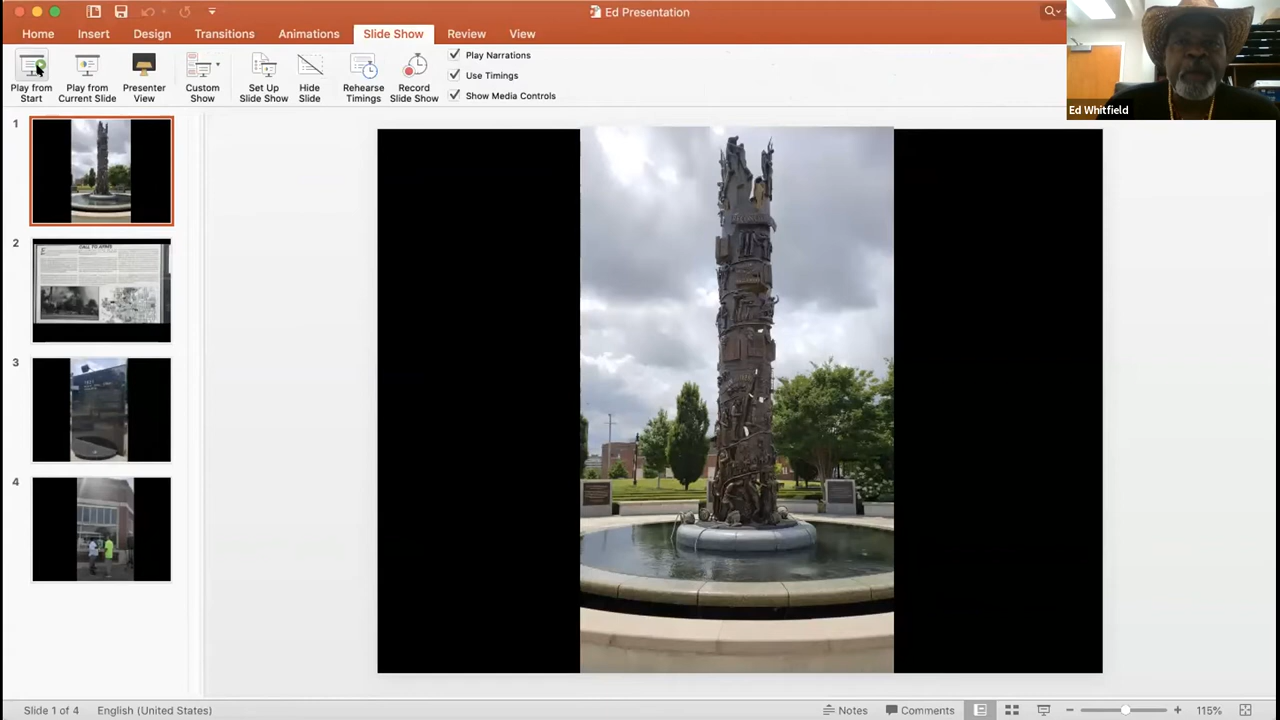 Ed Presentation
Home Insert Design Transitions Animations Slide Show Review View
Play from Start
Play from Current Slide
Presenter View
Custom Show
Set Up Slide Show
Hide Slide
Rehearse Timings
Record Slide Show
Play Narrations
Use Timings
Show Media Controls
Ed Whitfield
1
2
CALL TO ARMS
3
1921
4
Slide 1 of 4 English (United States) Notes Comments 115%